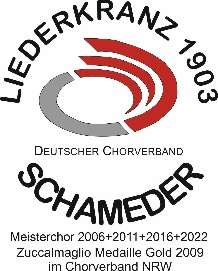 LIEDERKRANZ 1903
DEUTSCHER CHORVERBAND
SCHAMEDER
Meisterchor 2006+2011+2016+2022
Zuccalmaglio Medaille Gold 2009
im Chorverband NRW